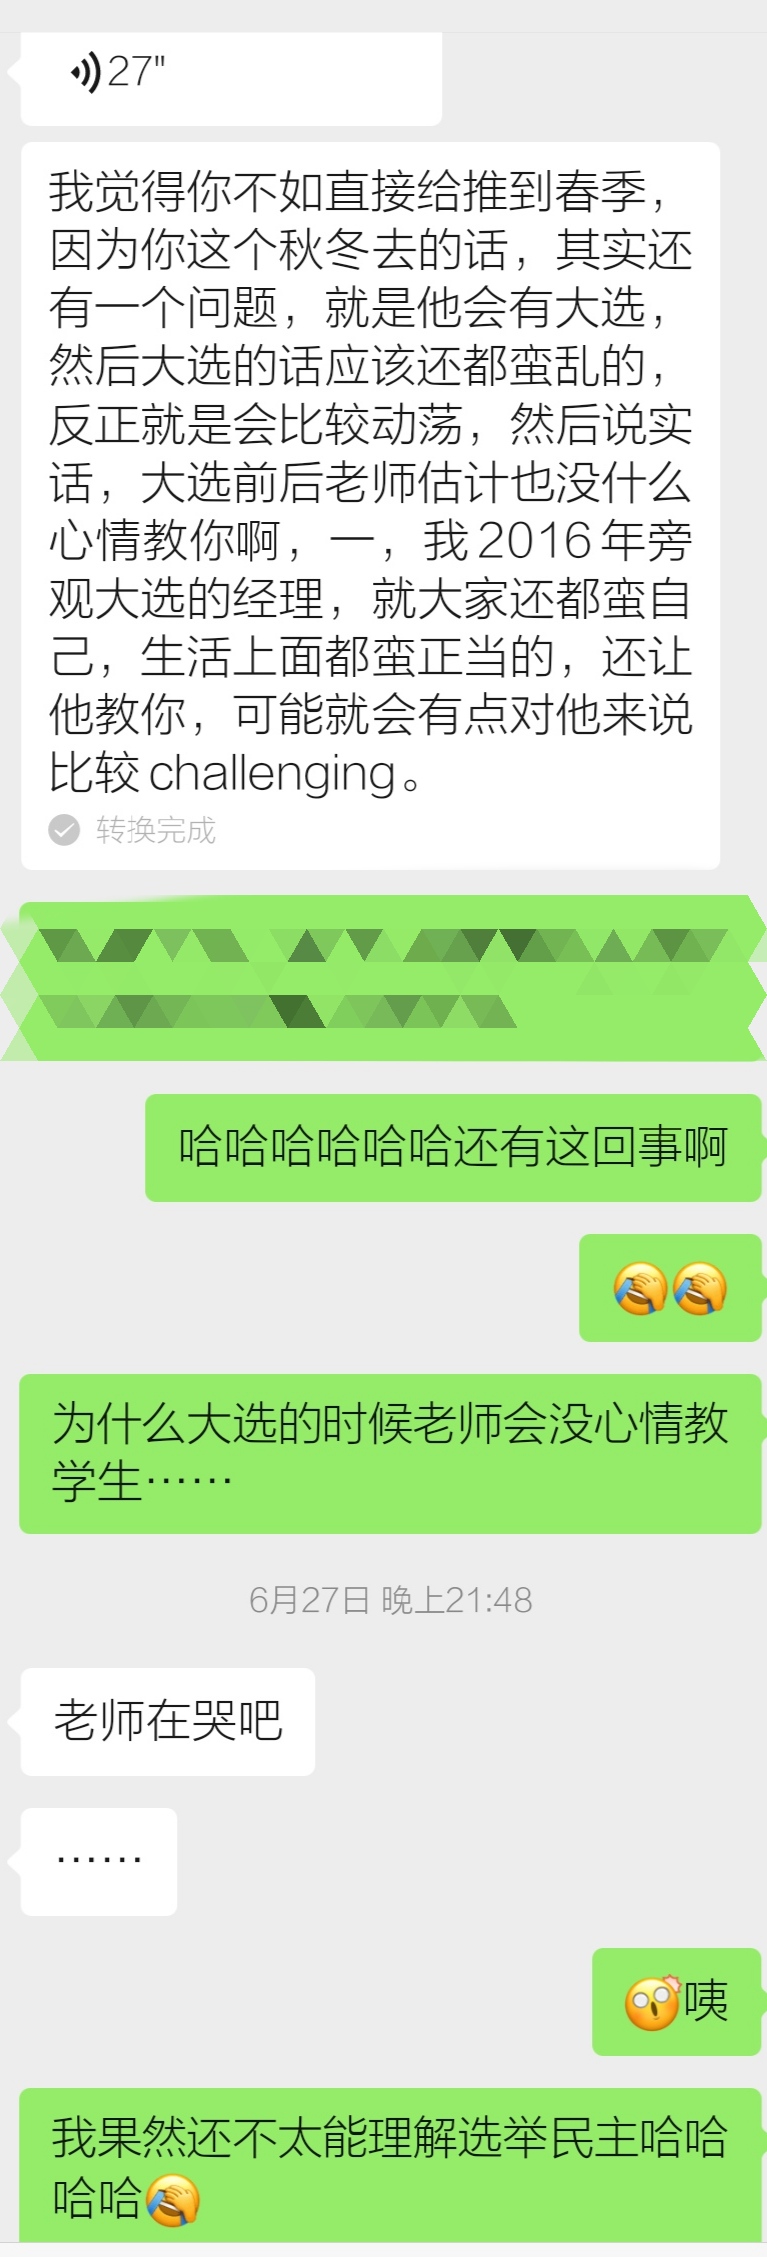 27"
我觉得你不如直接给推到春季，
因为你这个秋冬去的话，其实还
有一个问题，就是他会有大选，
然后大选的话应该还都蛮乱的，
反正就是会比较动荡，然后说实
话，大选前后老师估计也没什么
心情教你啊，一，我2016年旁
观大选的经理，就大家还都蛮自
己，生活上面都蛮正当的，还让
他教你，可能就会有点对他来说
比较challenging。
转换完成
哈哈哈哈哈哈还有这回事啊
为什么大选的时候老师会没心情教
学生……
6月27日 晚上21:48
老师在哭吧
……
咦
我果然还不太能理解选举民主哈哈
哈哈